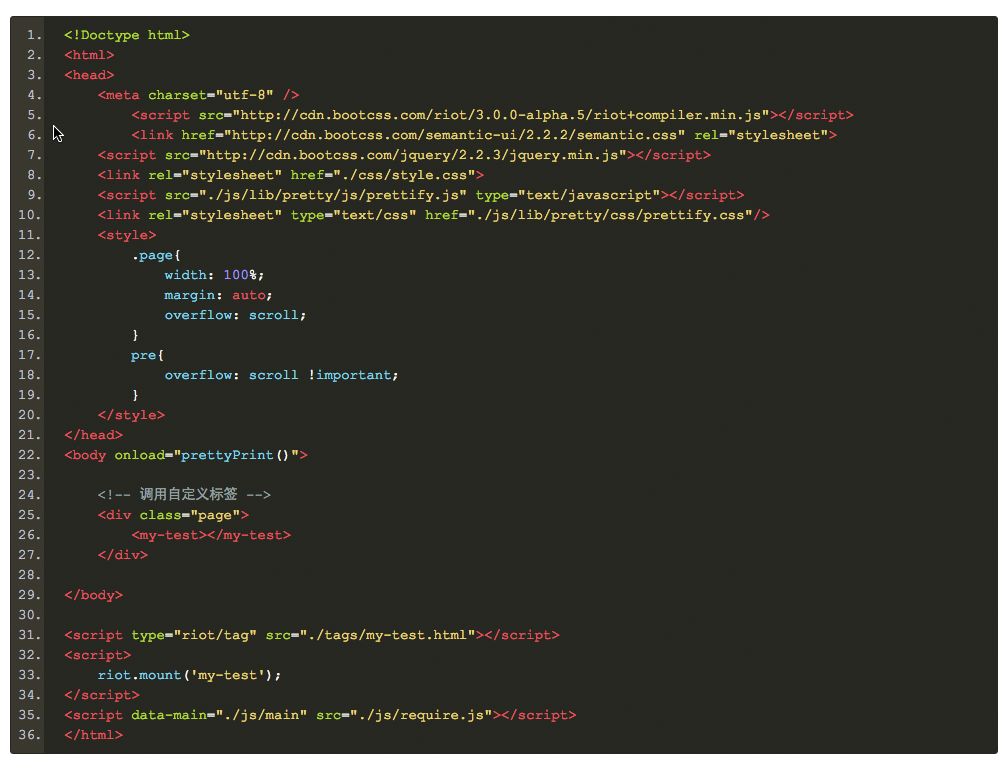 1. <!Doctype html>
2. <html>
3. <head>
4.     <meta charset="utf-8" />
5.         <script src="http://cdn.bootcss.com/riot/3.0.0-alpha.5/riot+compiler.min.js"></script>
6.         <link href="http://cdn.bootcss.com/semantic-ui/2.2.2/semantic.css" rel="stylesheet">
7.     <script src="http://cdn.bootcss.com/jquery/2.2.3/jquery.min.js"></script>
8.     <link rel="stylesheet" href="./css/style.css">
9.     <script src="./js/lib/pretty/js/prettify.js" type="text/javascript"></script>
10.     <link rel="stylesheet" type="text/css" href="./js/lib/pretty/css/prettify.css"/>
11.     <style>
12.         .page{
13.             width: 100%;
14.             margin: auto;
15.             overflow: scroll;
16.         }
17.         pre{
18.             overflow: scroll !important;
19.         }
20.     </style>
21. </head>
22. <body onload="prettyPrint()">
23.
24.     <!-- 调用自定义标签 -->
25.     <div class="page">
26.         <my-test></my-test>
27.     </div>
28.
29. </body>
30.
31. <script type="riot/tag" src="./tags/my-test.html"></script>
32. <script>
33.     riot.mount('my-test');
34. </script>
35. <script data-main="./js/main" src="./js/require.js"></script>
36. </html>